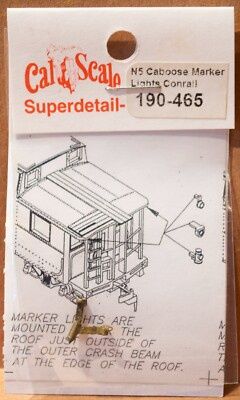 Cal Scale
N5 Caboose Marker
Lights Conrail
Superdetail-
190-465
MARKER LIGHTS ARE
MOUNTED THE
ROOF JUST OUTSIDE OF
THE OUTER CRASH BEAM
AT THE EDGE OF THE ROOF.